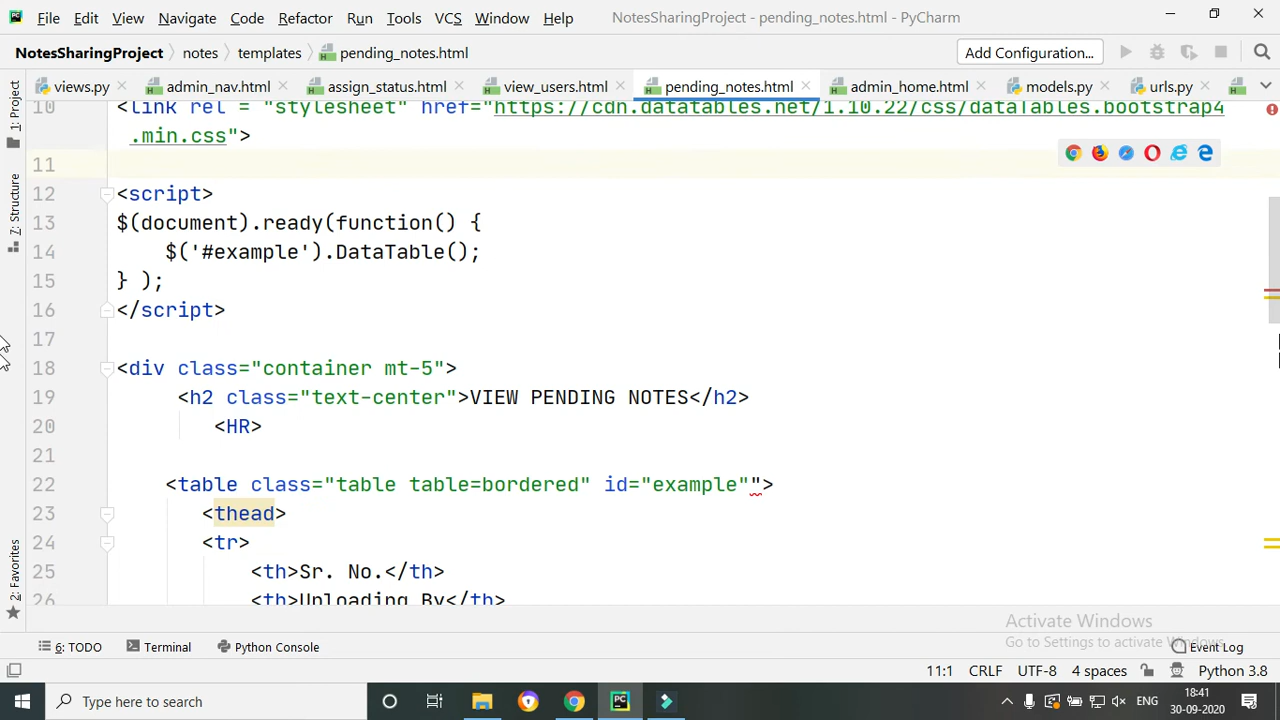 File Edit View Navigate Code Refactor Run Tools VCS Window Help NotesSharingProject - pending_notes.html - PyCharm
NotesSharingProject notes templates pending_notes.html Add Configuration...
views.py admin_nav.html assign_status.html view_users.html pending_notes.html admin_home.html models.py urls.py
1: Project
7: Structure
2: Favorites
10 <link rel = "stylesheet" href="https://cdn.datatables.net/1.10.22/css/dataTables.bootstrap4
.min.css">
11
12 <script>
13 $(document).ready(function() {
14 $('#example').DataTable();
15 } );
16 </script>
17
18 <div class="container mt-5">
19 <h2 class="text-center">VIEW PENDING NOTES</h2>
20 <HR>
21
22 <table class="table table=bordered" id="example"">
23 <thead>
24 <tr>
25 <th>Sr. No.</th>
26 <th>Uploading By</th>
Activate Windows
Go to Settings to activate Windows.
6: TODO Terminal Python Console Event Log
11:1 CRLF UTF-8 4 spaces Python 3.8
Type here to search PC ENG 18:41
30-09-2020